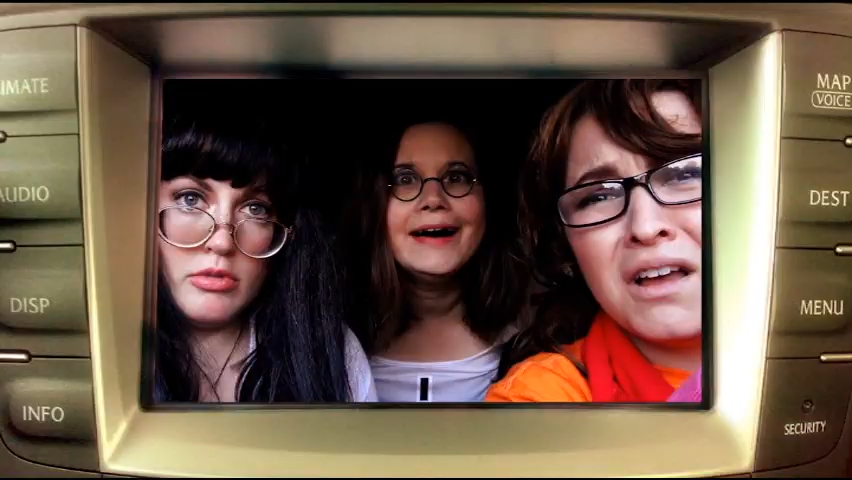 IMATE
AUDIO
DISP
INFO
MAP
VOICE
DEST
MENU
SECURITY